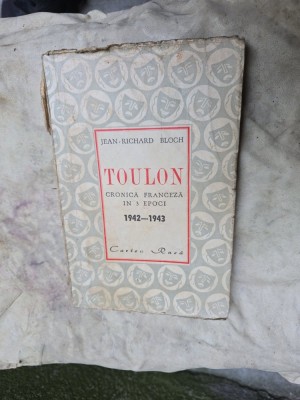 JEAN-RICHARD BLOCH
TOULON
CRONICĂ FRANCEZĂ
IN 3 EPOCI
1942—1943
Cartea Rusă